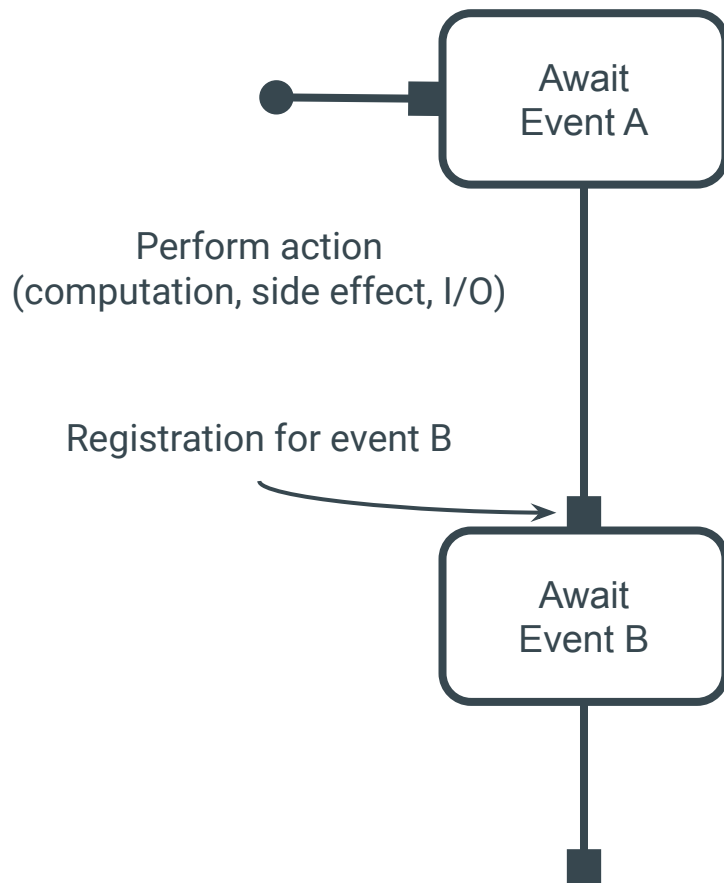 Await
Event A
Perform action
(computation, side effect, I/O)
Registration for event B
Await
Event B